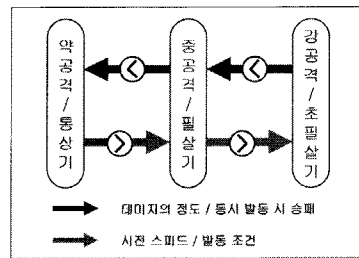 약공격/통상기
<
>
중공격/필살기
<
>
강공격/초필살기
데미지의 정도 / 동시 발동 시 승패
시전 스피드 / 발동 조건